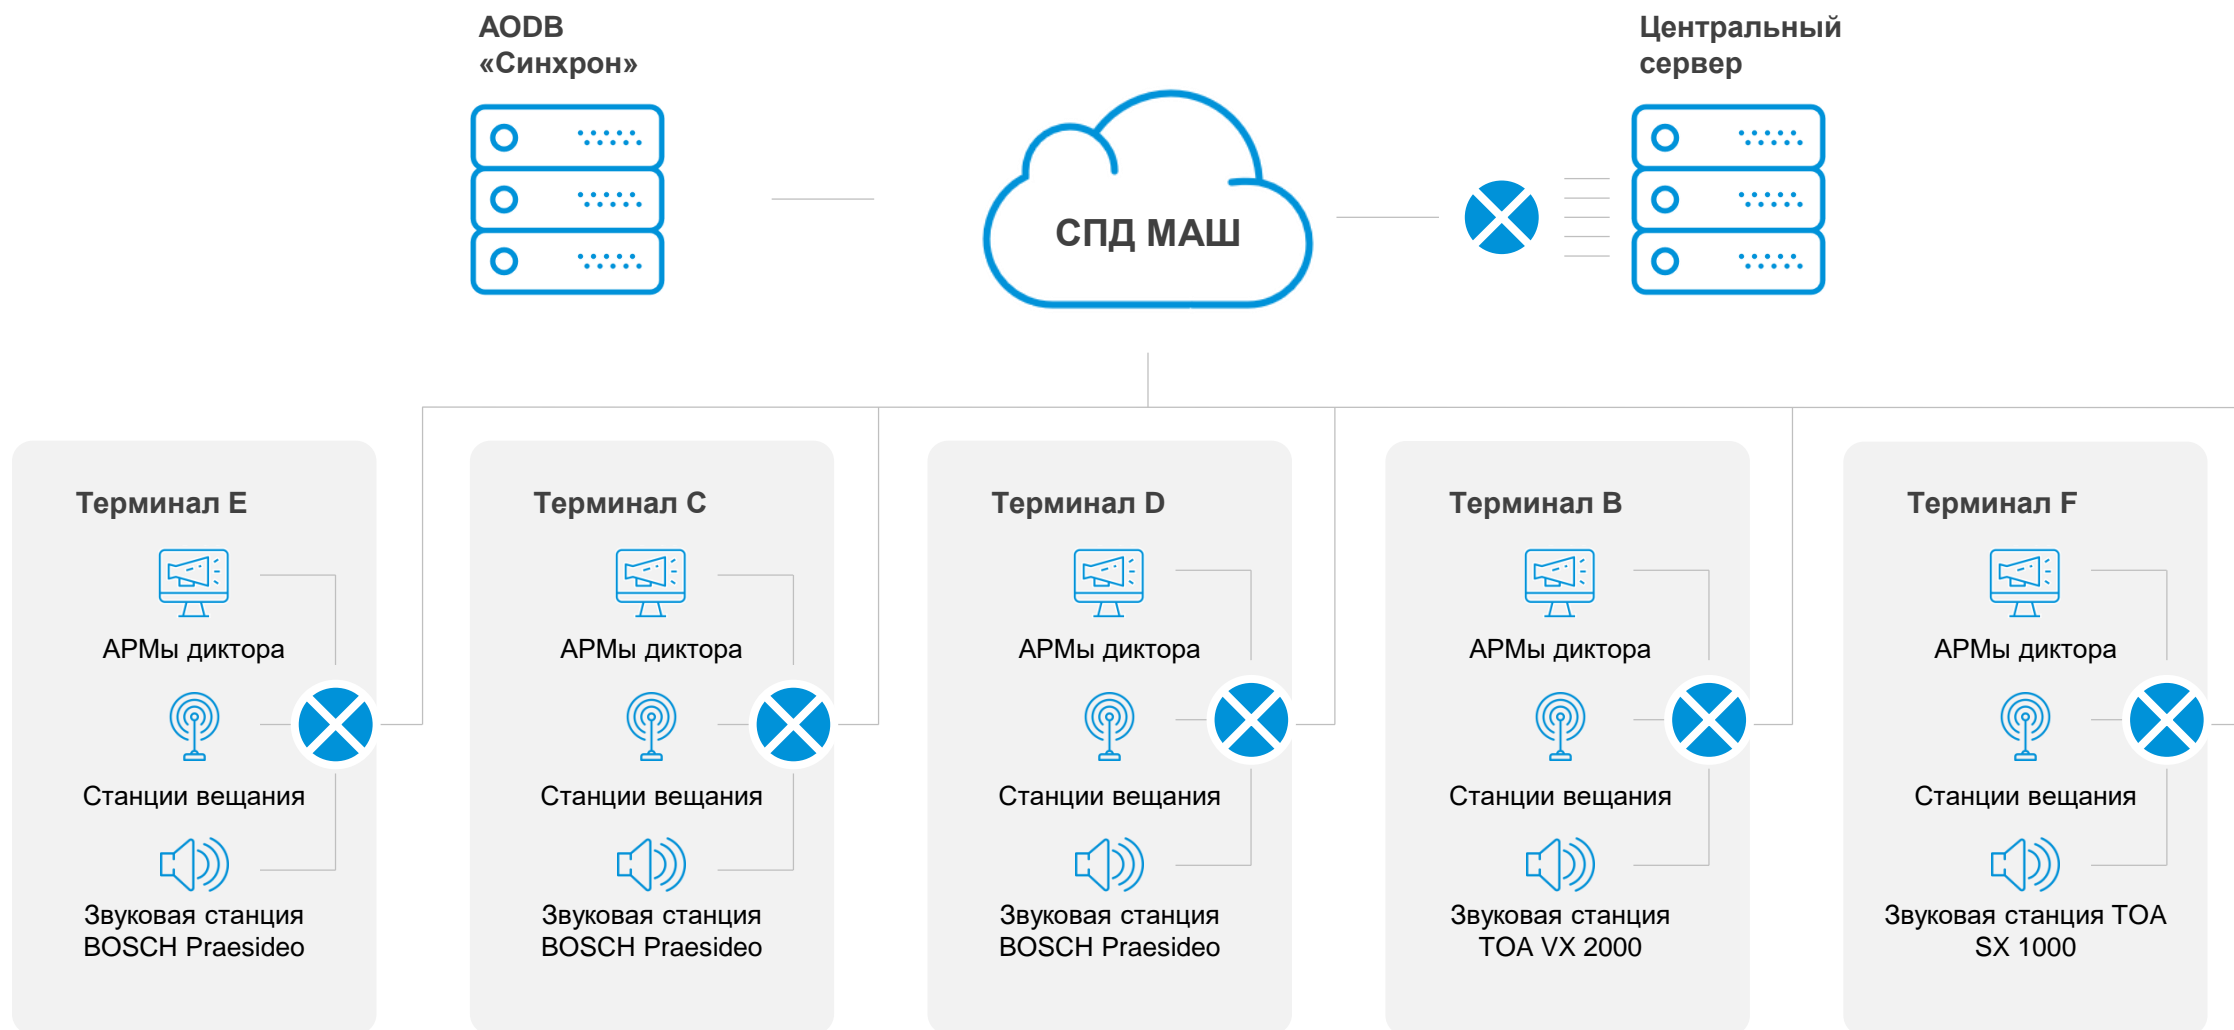 AODB
«Синхрон»
Центральный
сервер
СПД МАШ
Терминал E
АРМы диктора
Станции вещания
Звуковая станция
BOSCH Praesideo
Терминал C
АРМы диктора
Станции вещания
Звуковая станция
BOSCH Praesideo
Терминал D
АРМы диктора
Станции вещания
Звуковая станция
BOSCH Praesideo
Терминал B
АРМы диктора
Станции вещания
Звуковая станция
TOA VX 2000
Терминал F
АРМы диктора
Станции вещания
Звуковая станция TOA
SX 1000